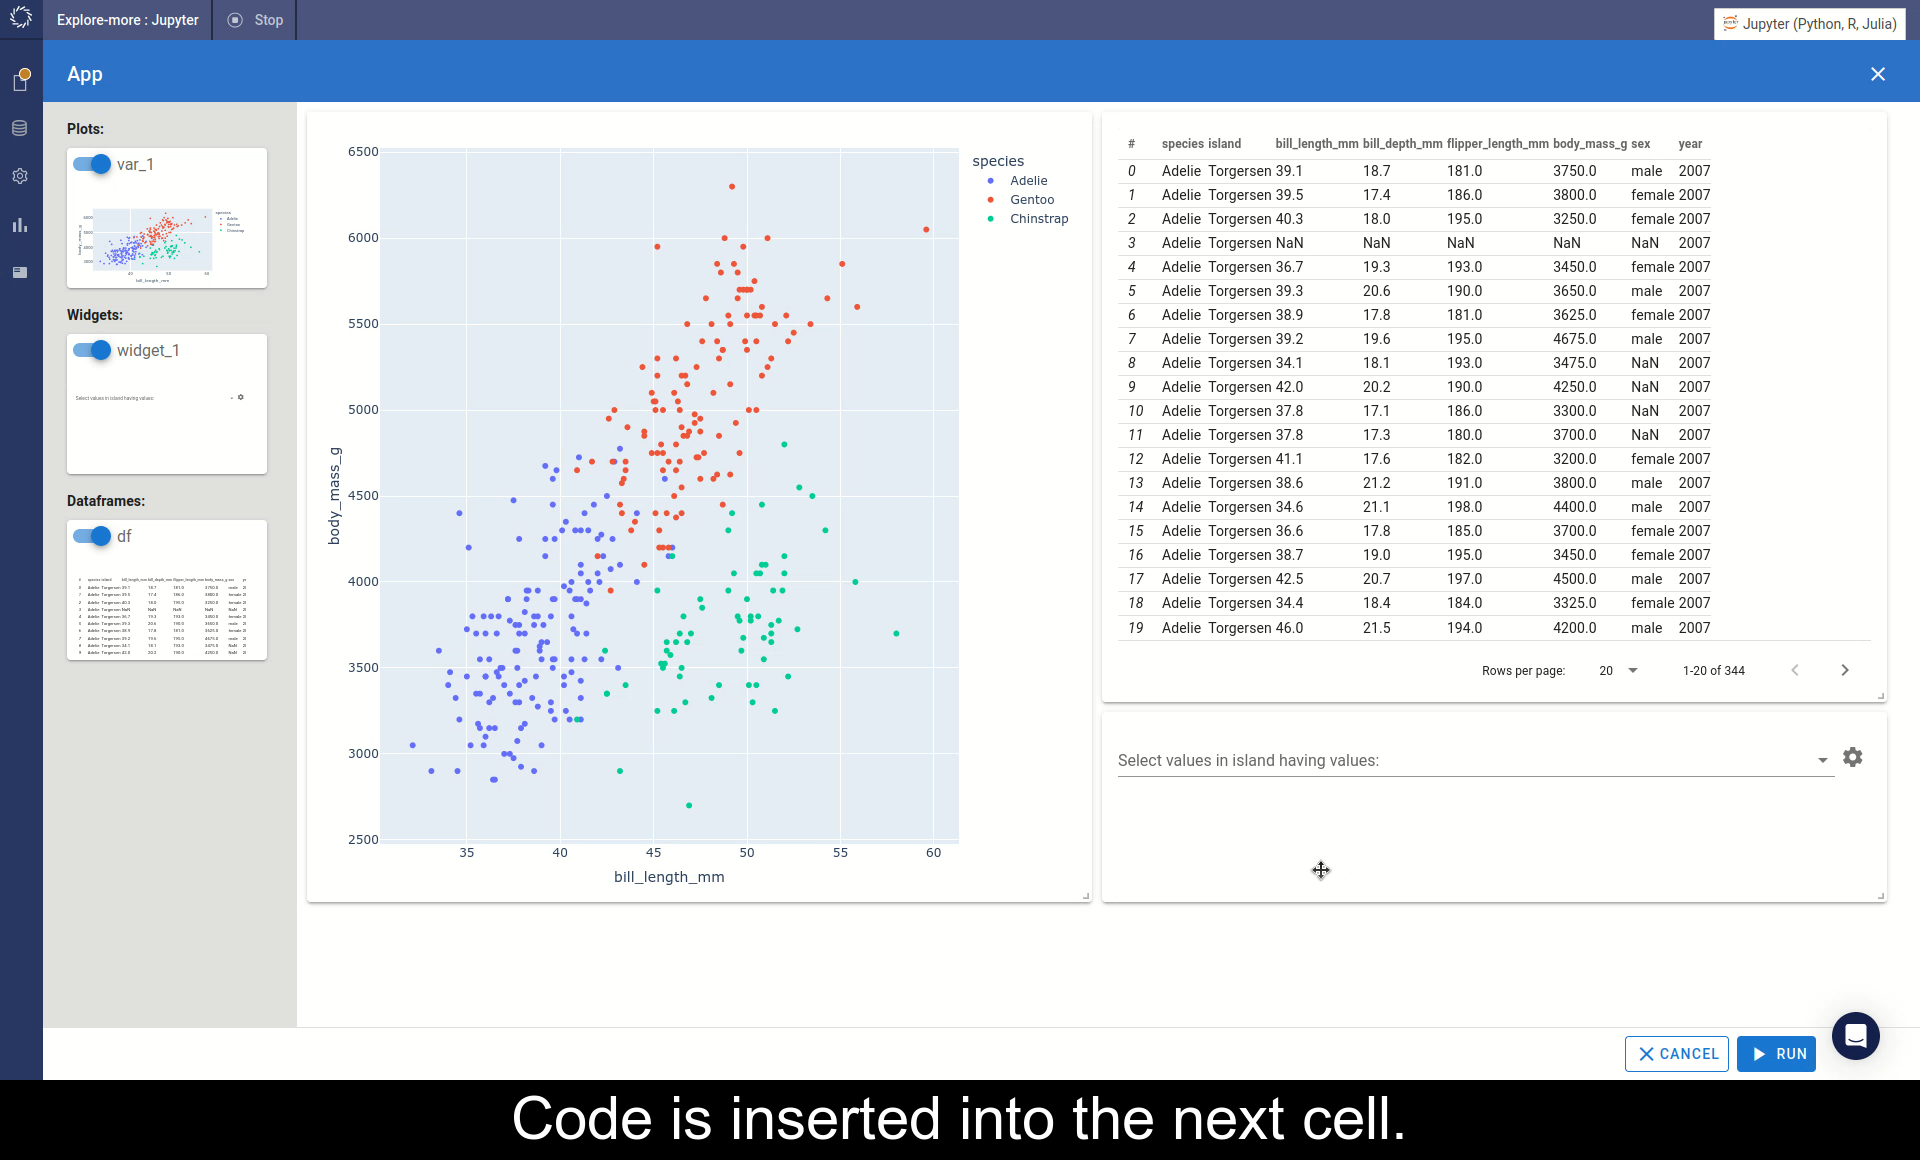 Explore-more : Jupyter
Stop
Jupyter (Python, R, Julia)
App
Plots:
var_1
Widgets:
widget_1
Select values in island having values:
Dataframes:
df
6500
6000
5500
5000
4500
4000
3500
3000
2500
body_mass_g
35 40 45 50 55 60
bill_length_mm
species
Adelie
Gentoo
Chinstrap
# species island bill_length_mm bill_depth_mm flipper_length_mm body_mass_g sex year
0 Adelie Torgersen 39.1 18.7 181.0 3750.0 male 2007
1 Adelie Torgersen 39.5 17.4 186.0 3800.0 female 2007
2 Adelie Torgersen 40.3 18.0 195.0 3250.0 female 2007
3 Adelie Torgersen NaN NaN NaN NaN NaN 2007
4 Adelie Torgersen 36.7 19.3 193.0 3450.0 female 2007
5 Adelie Torgersen 39.3 20.6 190.0 3650.0 male 2007
6 Adelie Torgersen 38.9 17.8 181.0 3625.0 female 2007
7 Adelie Torgersen 39.2 19.6 195.0 4675.0 male 2007
8 Adelie Torgersen 34.1 18.1 193.0 3475.0 NaN 2007
9 Adelie Torgersen 42.0 20.2 190.0 4250.0 NaN 2007
10 Adelie Torgersen 37.8 17.1 186.0 3300.0 NaN 2007
11 Adelie Torgersen 37.8 17.3 180.0 3700.0 NaN 2007
12 Adelie Torgersen 41.1 17.6 182.0 3200.0 female 2007
13 Adelie Torgersen 38.6 21.2 191.0 3800.0 male 2007
14 Adelie Torgersen 34.6 21.1 198.0 4400.0 male 2007
15 Adelie Torgersen 36.6 17.8 185.0 3700.0 female 2007
16 Adelie Torgersen 38.7 19.0 195.0 3450.0 female 2007
17 Adelie Torgersen 42.5 20.7 197.0 4500.0 male 2007
18 Adelie Torgersen 34.4 18.4 184.0 3325.0 female 2007
19 Adelie Torgersen 46.0 21.5 194.0 4200.0 male 2007
Rows per page: 20 1-20 of 344
Select values in island having values:
CANCEL
RUN
Code is inserted into the next cell.